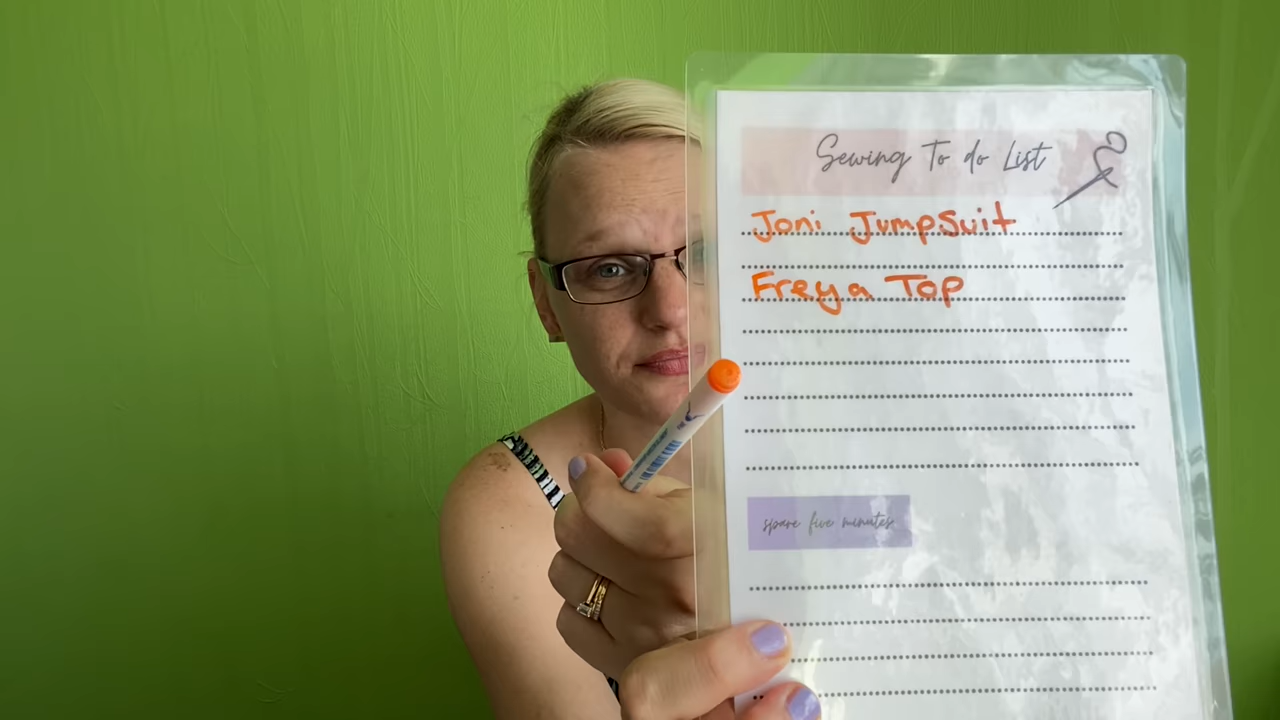 Sewing To do List
Joni Jumpsuit
Freya Top
spare five minutes